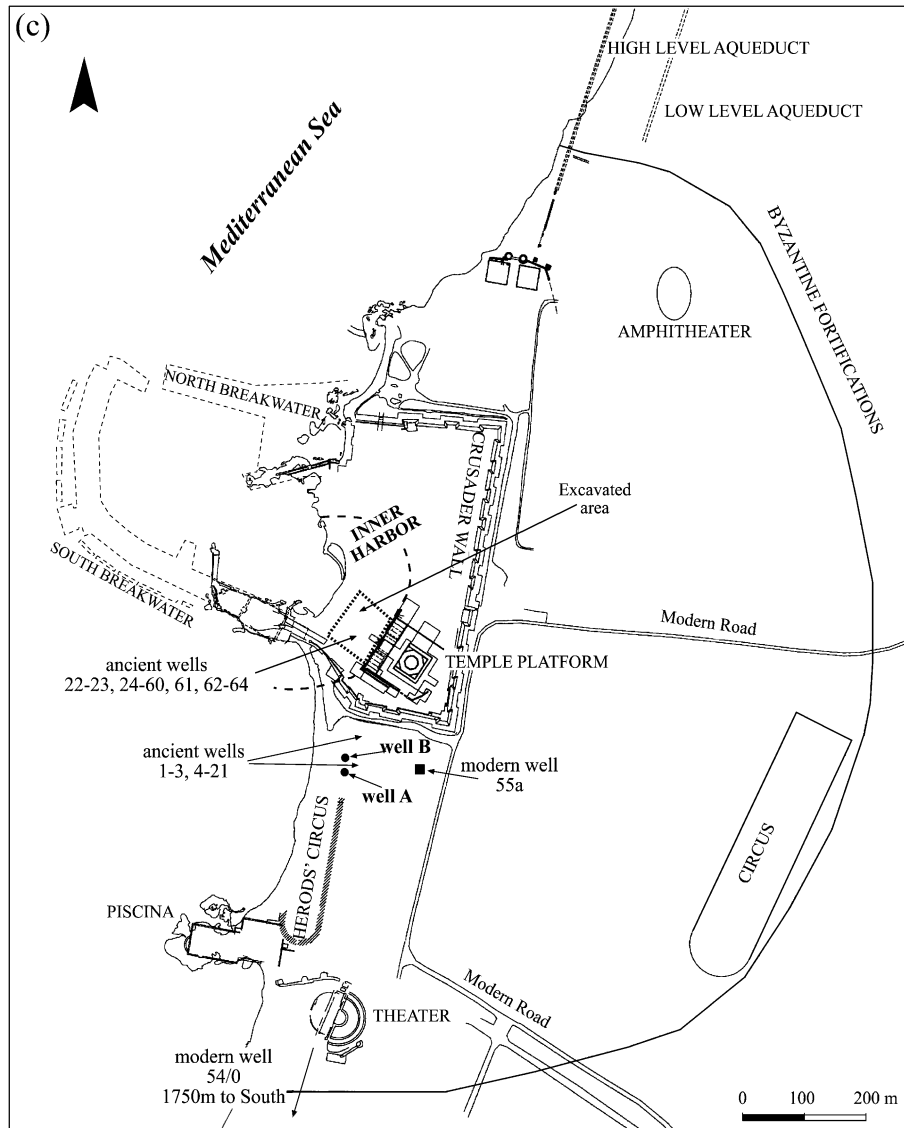 (c)
HIGH LEVEL AQUEDUCT
LOW LEVEL AQUEDUCT
Mediterranean Sea
BYZANTINE FORTIFICATIONS
AMPHITHEATER
NORTH BREAKWATER
CRUSADER WALL
Excavated
area
INNER
HARBOR
SOUTH BREAKWATER
Modern Road
ancient wells
22-23, 24-60, 61, 62-64
TEMPLE PLATFORM
ancient wells
1-3, 4-21
well B
well A
modern well
55a
HERODS' CIRCUS
CIRCUS
PISCINA
THEATER
Modern Road
modern well
54/0
1750m to South
0 100 200 m